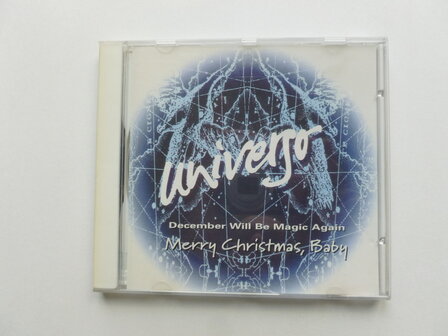 universo
December Will Be Magic Again
Merry Christmas, Baby